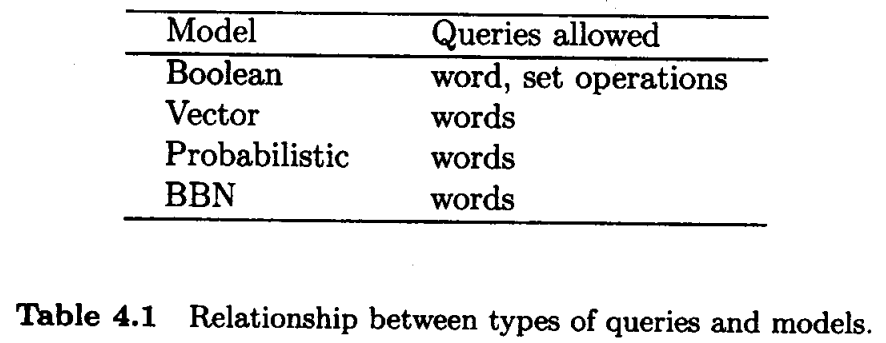 Model Queries allowed
Boolean word, set operations
Vector words
Probabilistic words
BBN words
Table 4.1 Relationship between types of queries and models.